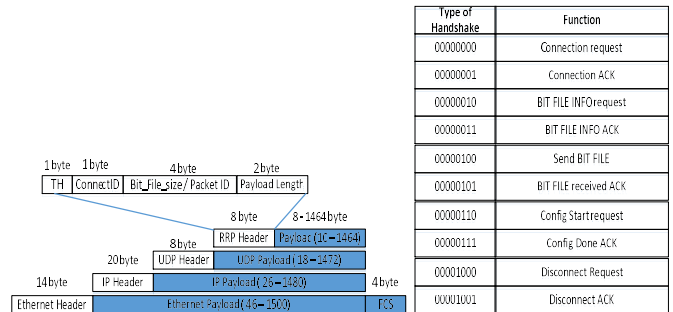 Type of
Handshake
Function
00000000
Connection request
00000001
Connection ACK
00000010
BIT FILE INFO request
00000011
BIT FILE INFO ACK
00000100
Send BIT FILE
00000101
BIT FILE received ACK
00000110
Config Start request
00000111
Config Done ACK
00001000
Disconnect Request
00001001
Disconnect ACK
1 byte
1 byte
4 byte
2 byte
TH
ConnectID
Bit_File_size/ Packet ID
Payload Length
8 byte
8-1464 byte
RRP Header
Payload (10-1464)
8 byte
20 byte
UDP Header
UDP Payload (18-1472)
14 byte
IP Header
IP Payload (26-1480)
4 byte
Ethernet Header
Ethernet Payload (46-1500)
FCS